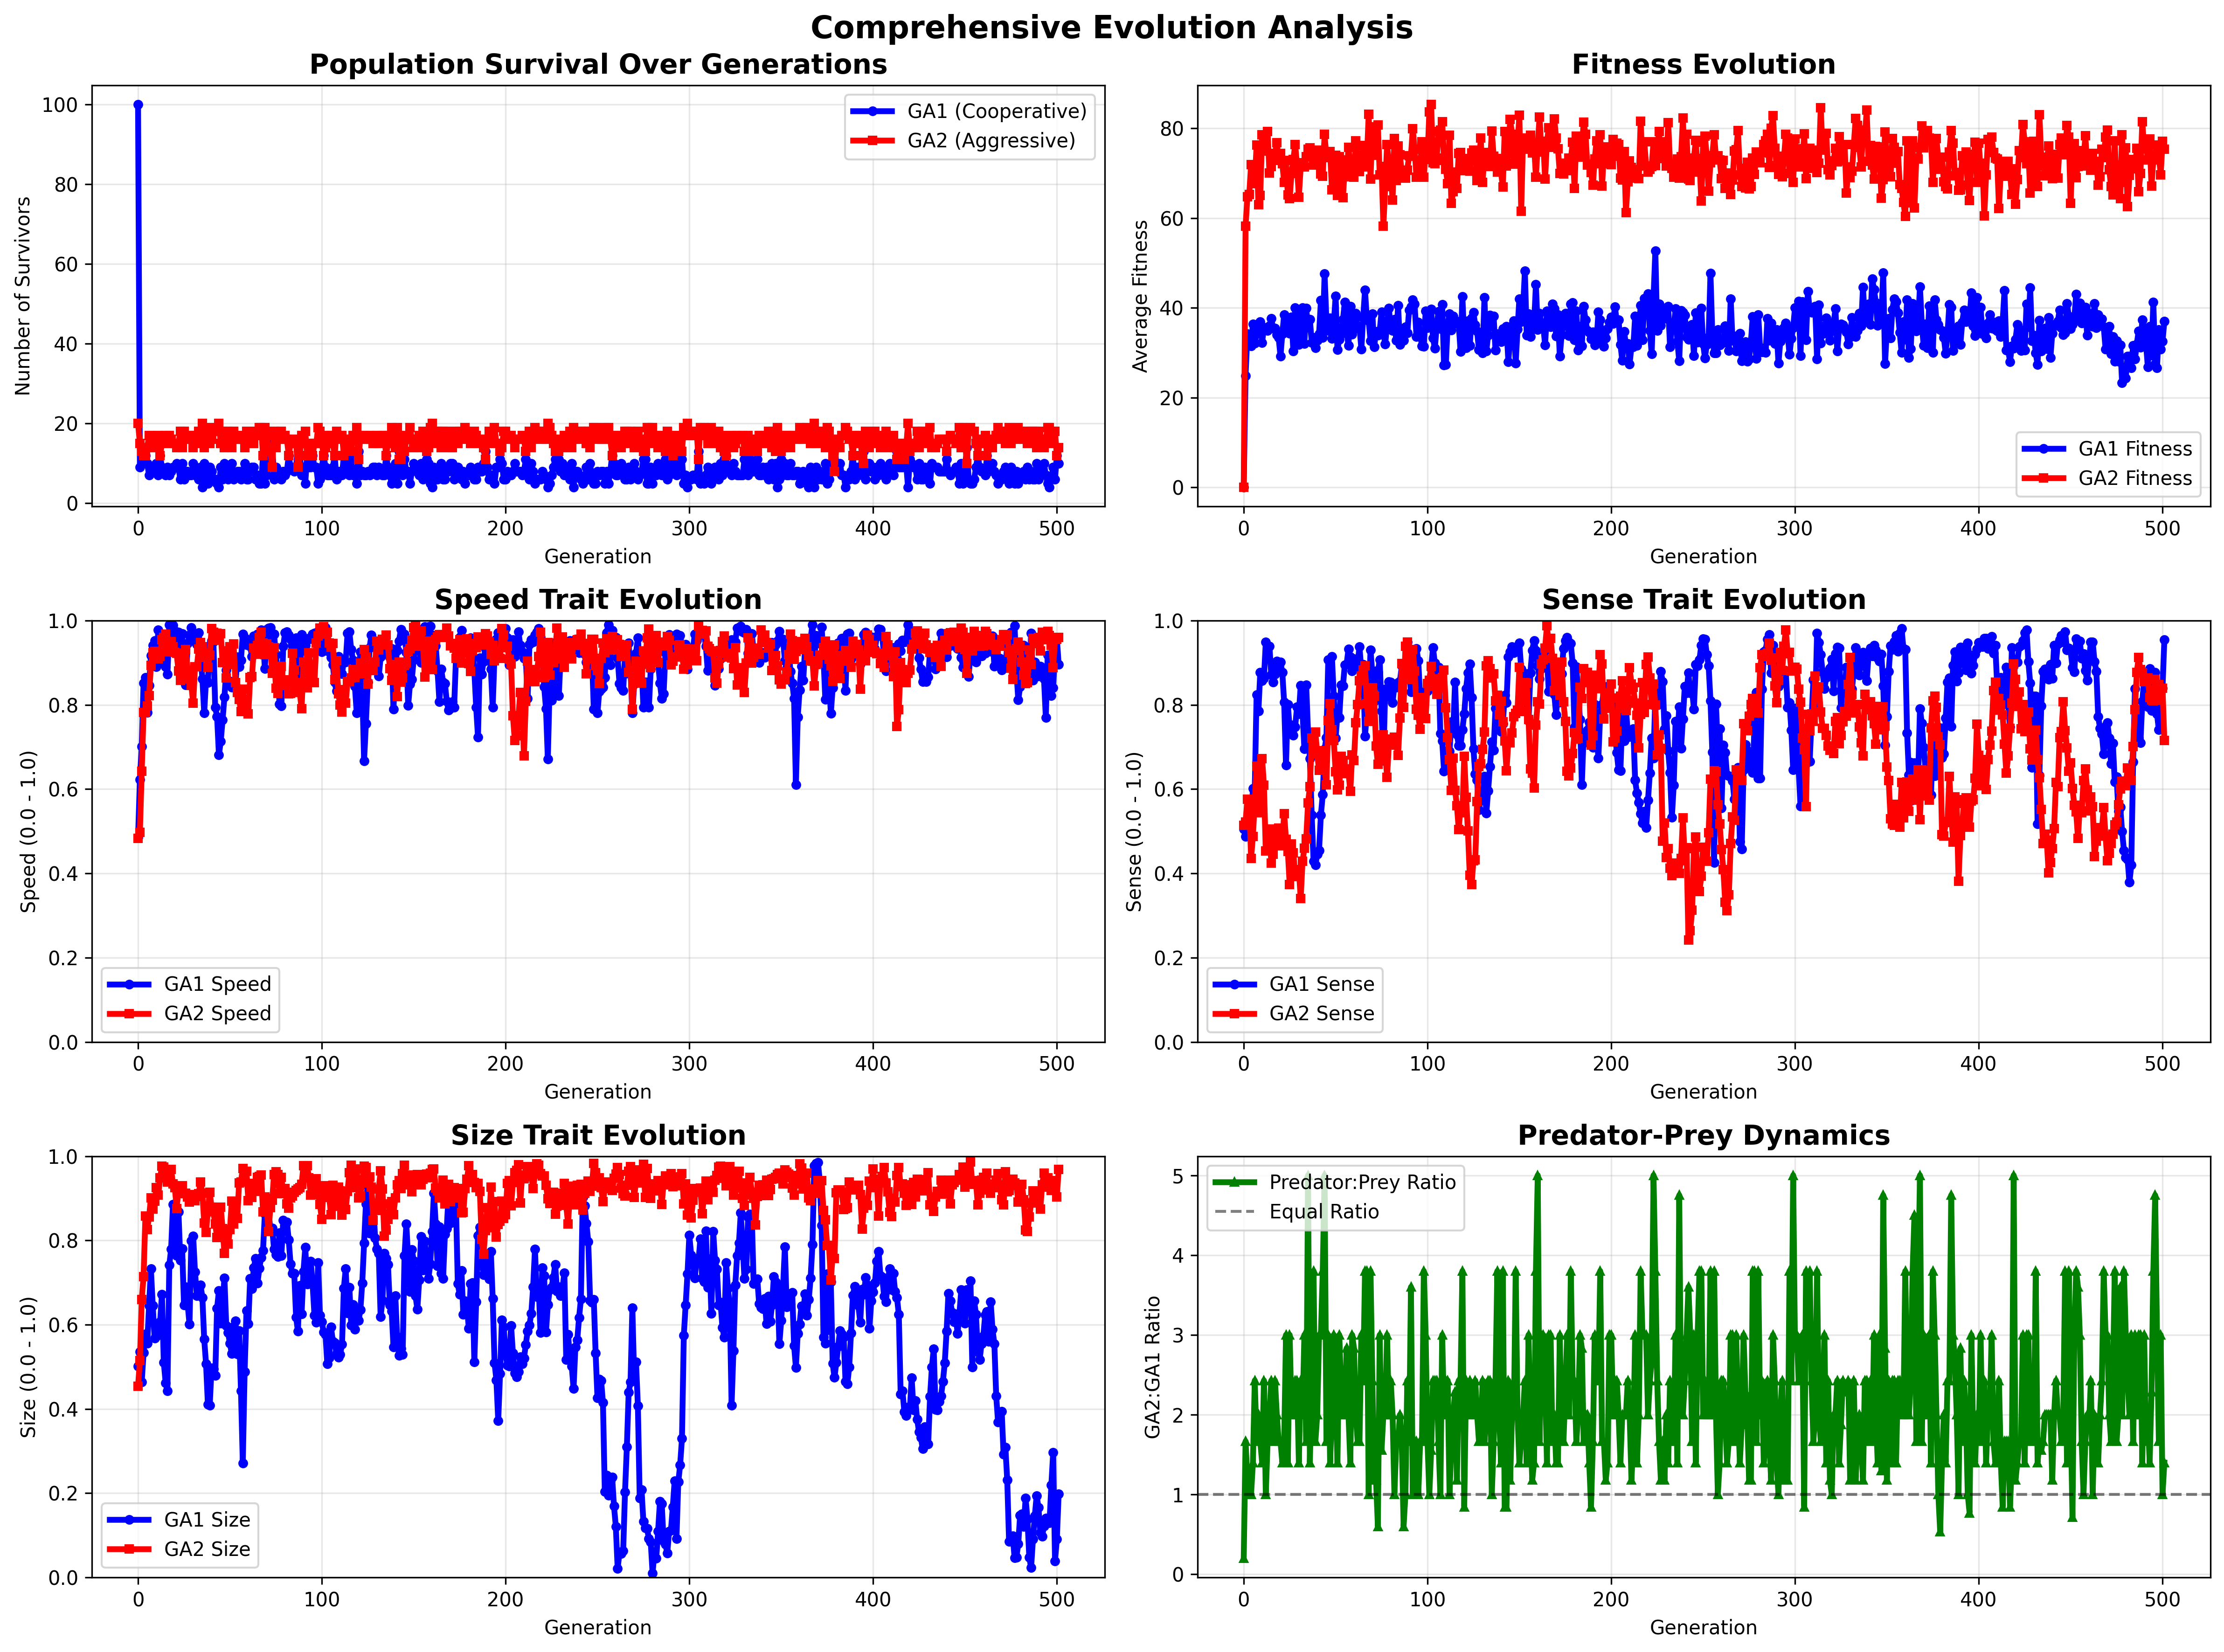 Comprehensive Evolution Analysis
Population Survival Over Generations
Number of Survivors
100
80
60
40
20
0
GA1 (Cooperative)
GA2 (Aggressive)
0 100 200 300 400 500
Generation
Fitness Evolution
Average Fitness
80
60
40
20
0
GA1 Fitness
GA2 Fitness
0 100 200 300 400 500
Generation
Speed Trait Evolution
Speed (0.0 - 1.0)
1.0
0.8
0.6
0.4
0.2
0.0
GA1 Speed
GA2 Speed
0 100 200 300 400 500
Generation
Sense Trait Evolution
Sense (0.0 - 1.0)
1.0
0.8
0.6
0.4
0.2
0.0
GA1 Sense
GA2 Sense
0 100 200 300 400 500
Generation
Size Trait Evolution
Size (0.0 - 1.0)
1.0
0.8
0.6
0.4
0.2
0.0
GA1 Size
GA2 Size
0 100 200 300 400 500
Generation
Predator-Prey Dynamics
GA2:GA1 Ratio
5
4
3
2
1
0
Predator:Prey Ratio
Equal Ratio
0 100 200 300 400 500
Generation